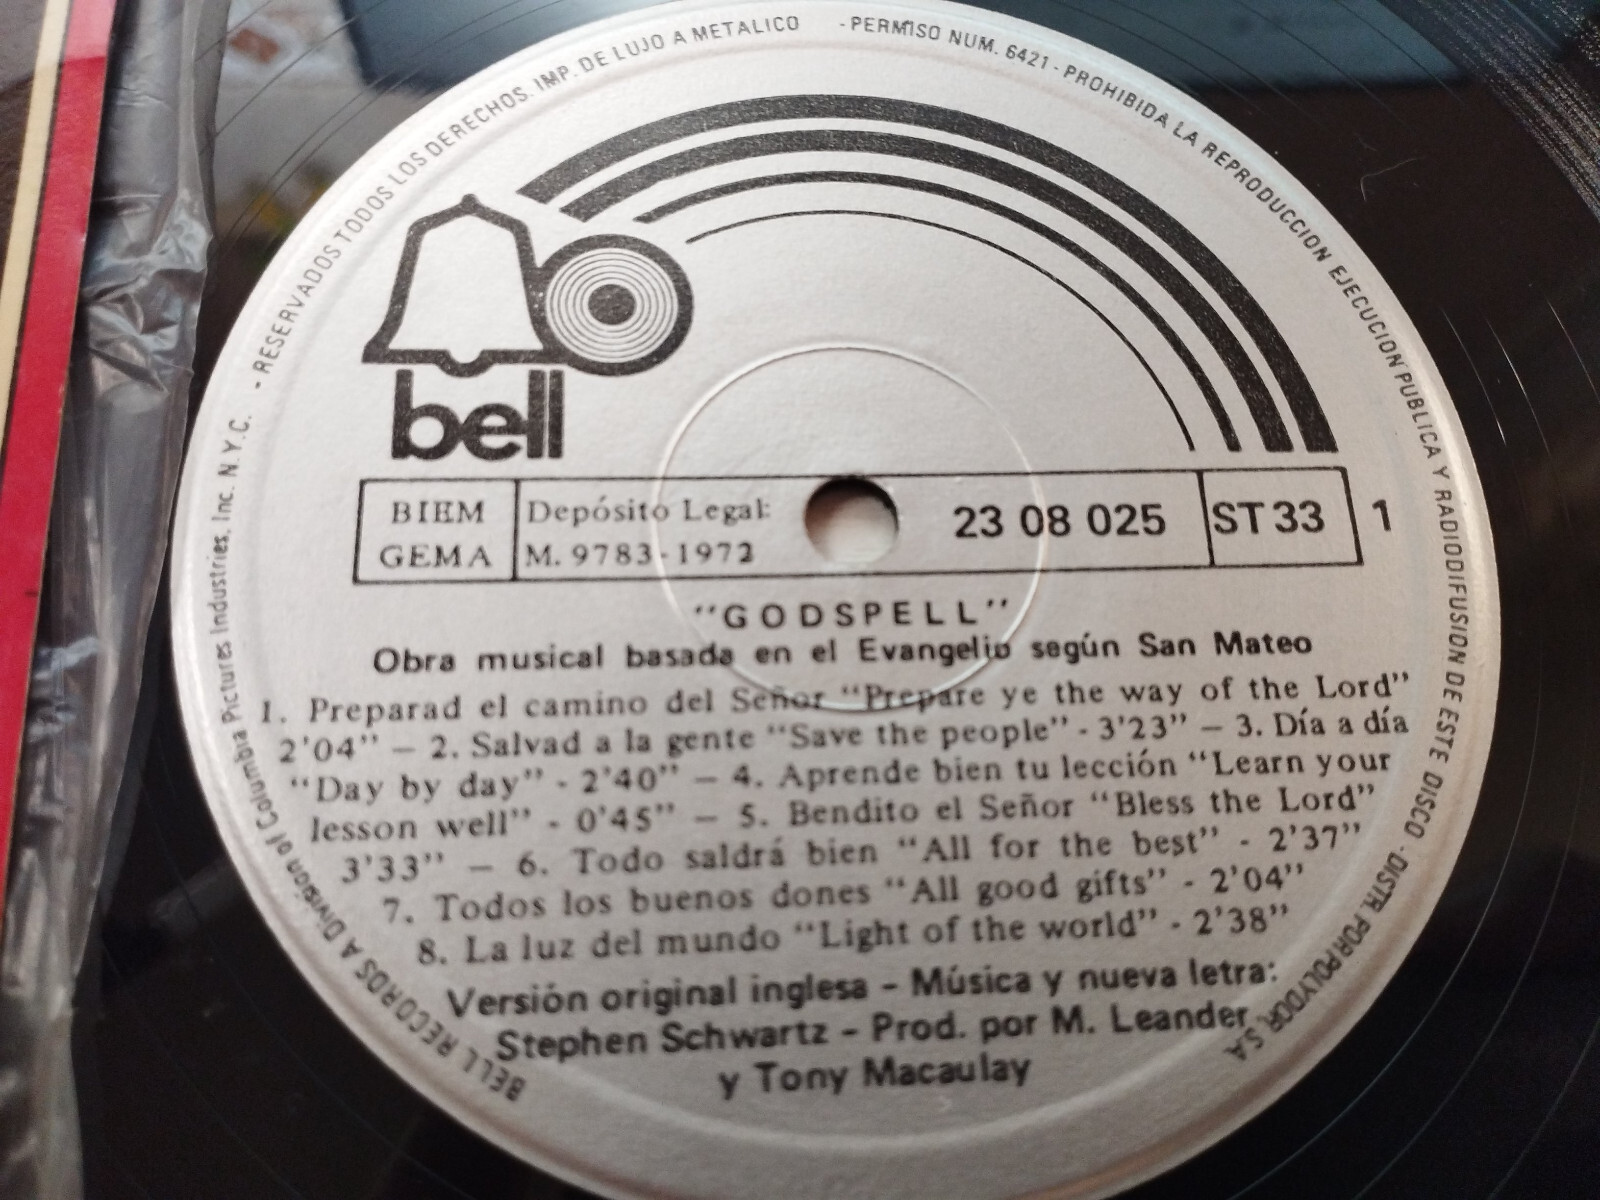 - RESERVADOS TODOS LOS DERECHOS. IMP. DE LUJO A METALICO - PERMISO NUM. 6421 - PROHIBIDA LA REPRODUCCION EJECUCION PUBLICA Y RADIODIFUSION DE ESTE DISCO - DISTR. POR POLYDOR, S.A.
bell
BIEM
GEMA
Depósito Legal:
M. 9783-1972
23 08 025
ST 33
1
"GODSPELL"
Obra musical basada en el Evangelio según San Mateo
1. Preparad el camino del Señor "Prepare ye the way of the Lord"
2'04" – 2. Salvad a la gente "Save the people" - 3'23" – 3. Día a día
"Day by day" - 2'40" – 4. Aprende bien tu lección "Learn your
lesson well" - 0'45" – 5. Bendito el Señor "Bless the Lord"
3'33" – 6. Todo saldrá bien "All for the best" - 2'37"
7. Todos los buenos dones "All good gifts" - 2'04"
8. La luz del mundo "Light of the world" - 2'38"
Versión original inglesa - Música y nueva letra:
Stephen Schwartz - Prod. por M. Leander
y Tony Macaulay
BELL RECORDS A Division of Columbia Pictures Industries, Inc. N.Y.C.